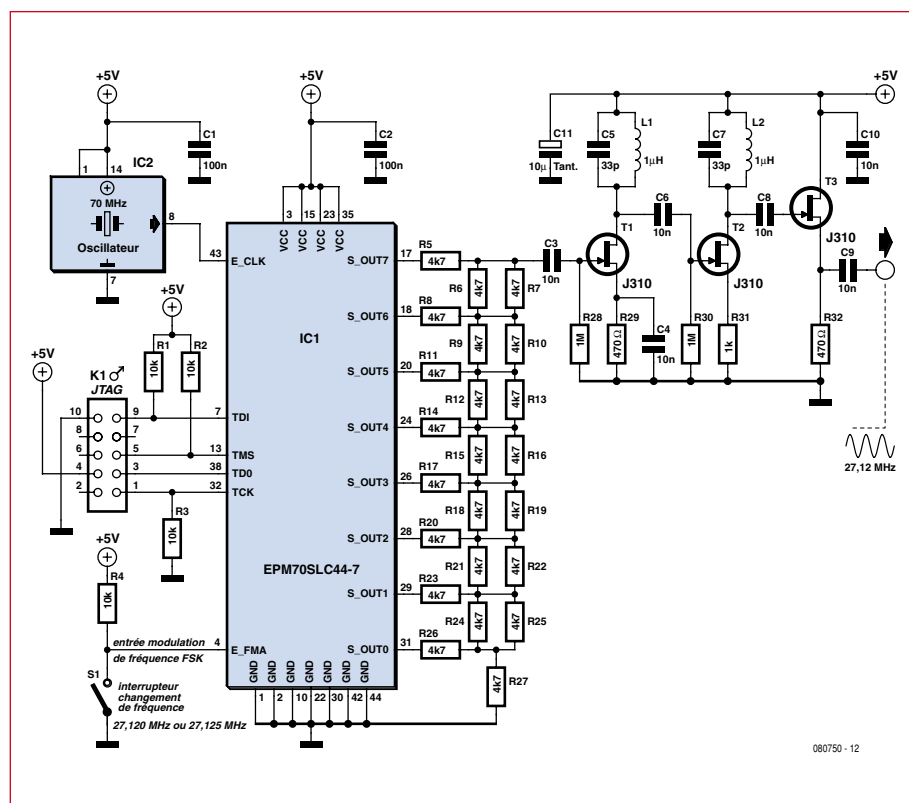 +5V
C1
100n
IC2
1
14
70 MHz
Oscillateur
8
7
+5V
C2
100n
3
15
23
35
VCC
VCC
VCC
VCC
43
E_CLK
IC1
EPM70SLC44-7
+5V
R1
10k
R2
10k
+5V
K1
JTAG
10
9
8
7
6
5
4
3
2
1
7
TDI
13
TMS
38
TD0
32
TCK
R3
10k
+5V
R4
10k
4
E_FMA
entrée modulation
de fréquence FSK
S1
interrupteur
changement
de fréquence
27,120 MHz ou 27,125 MHz
GND
GND
GND
GND
GND
GND
GND
1
2
10
22
30
42
44
S_OUT7
17
R5
4k7
R6
4k7
R7
4k7
S_OUT6
18
R8
4k7
R9
4k7
R10
4k7
S_OUT5
20
R11
4k7
R12
4k7
R13
4k7
S_OUT4
24
R14
4k7
R15
4k7
R16
4k7
S_OUT3
26
R17
4k7
R18
4k7
R19
4k7
S_OUT2
28
R20
4k7
R21
4k7
R22
4k7
S_OUT1
29
R23
4k7
R24
4k7
R25
4k7
S_OUT0
31
R26
4k7
R27
4k7
+5V
C11
10µ Tant.
C5
33p
L1
1µH
C7
33p
L2
1µH
C10
10n
C3
10n
T1
J310
C6
10n
T2
J310
C8
10n
T3
J310
C9
10n
R28
1M
R29
470Ω
C4
10n
R30
1M
R31
1k
R32
470Ω
27,12 MHz
080750 - 12